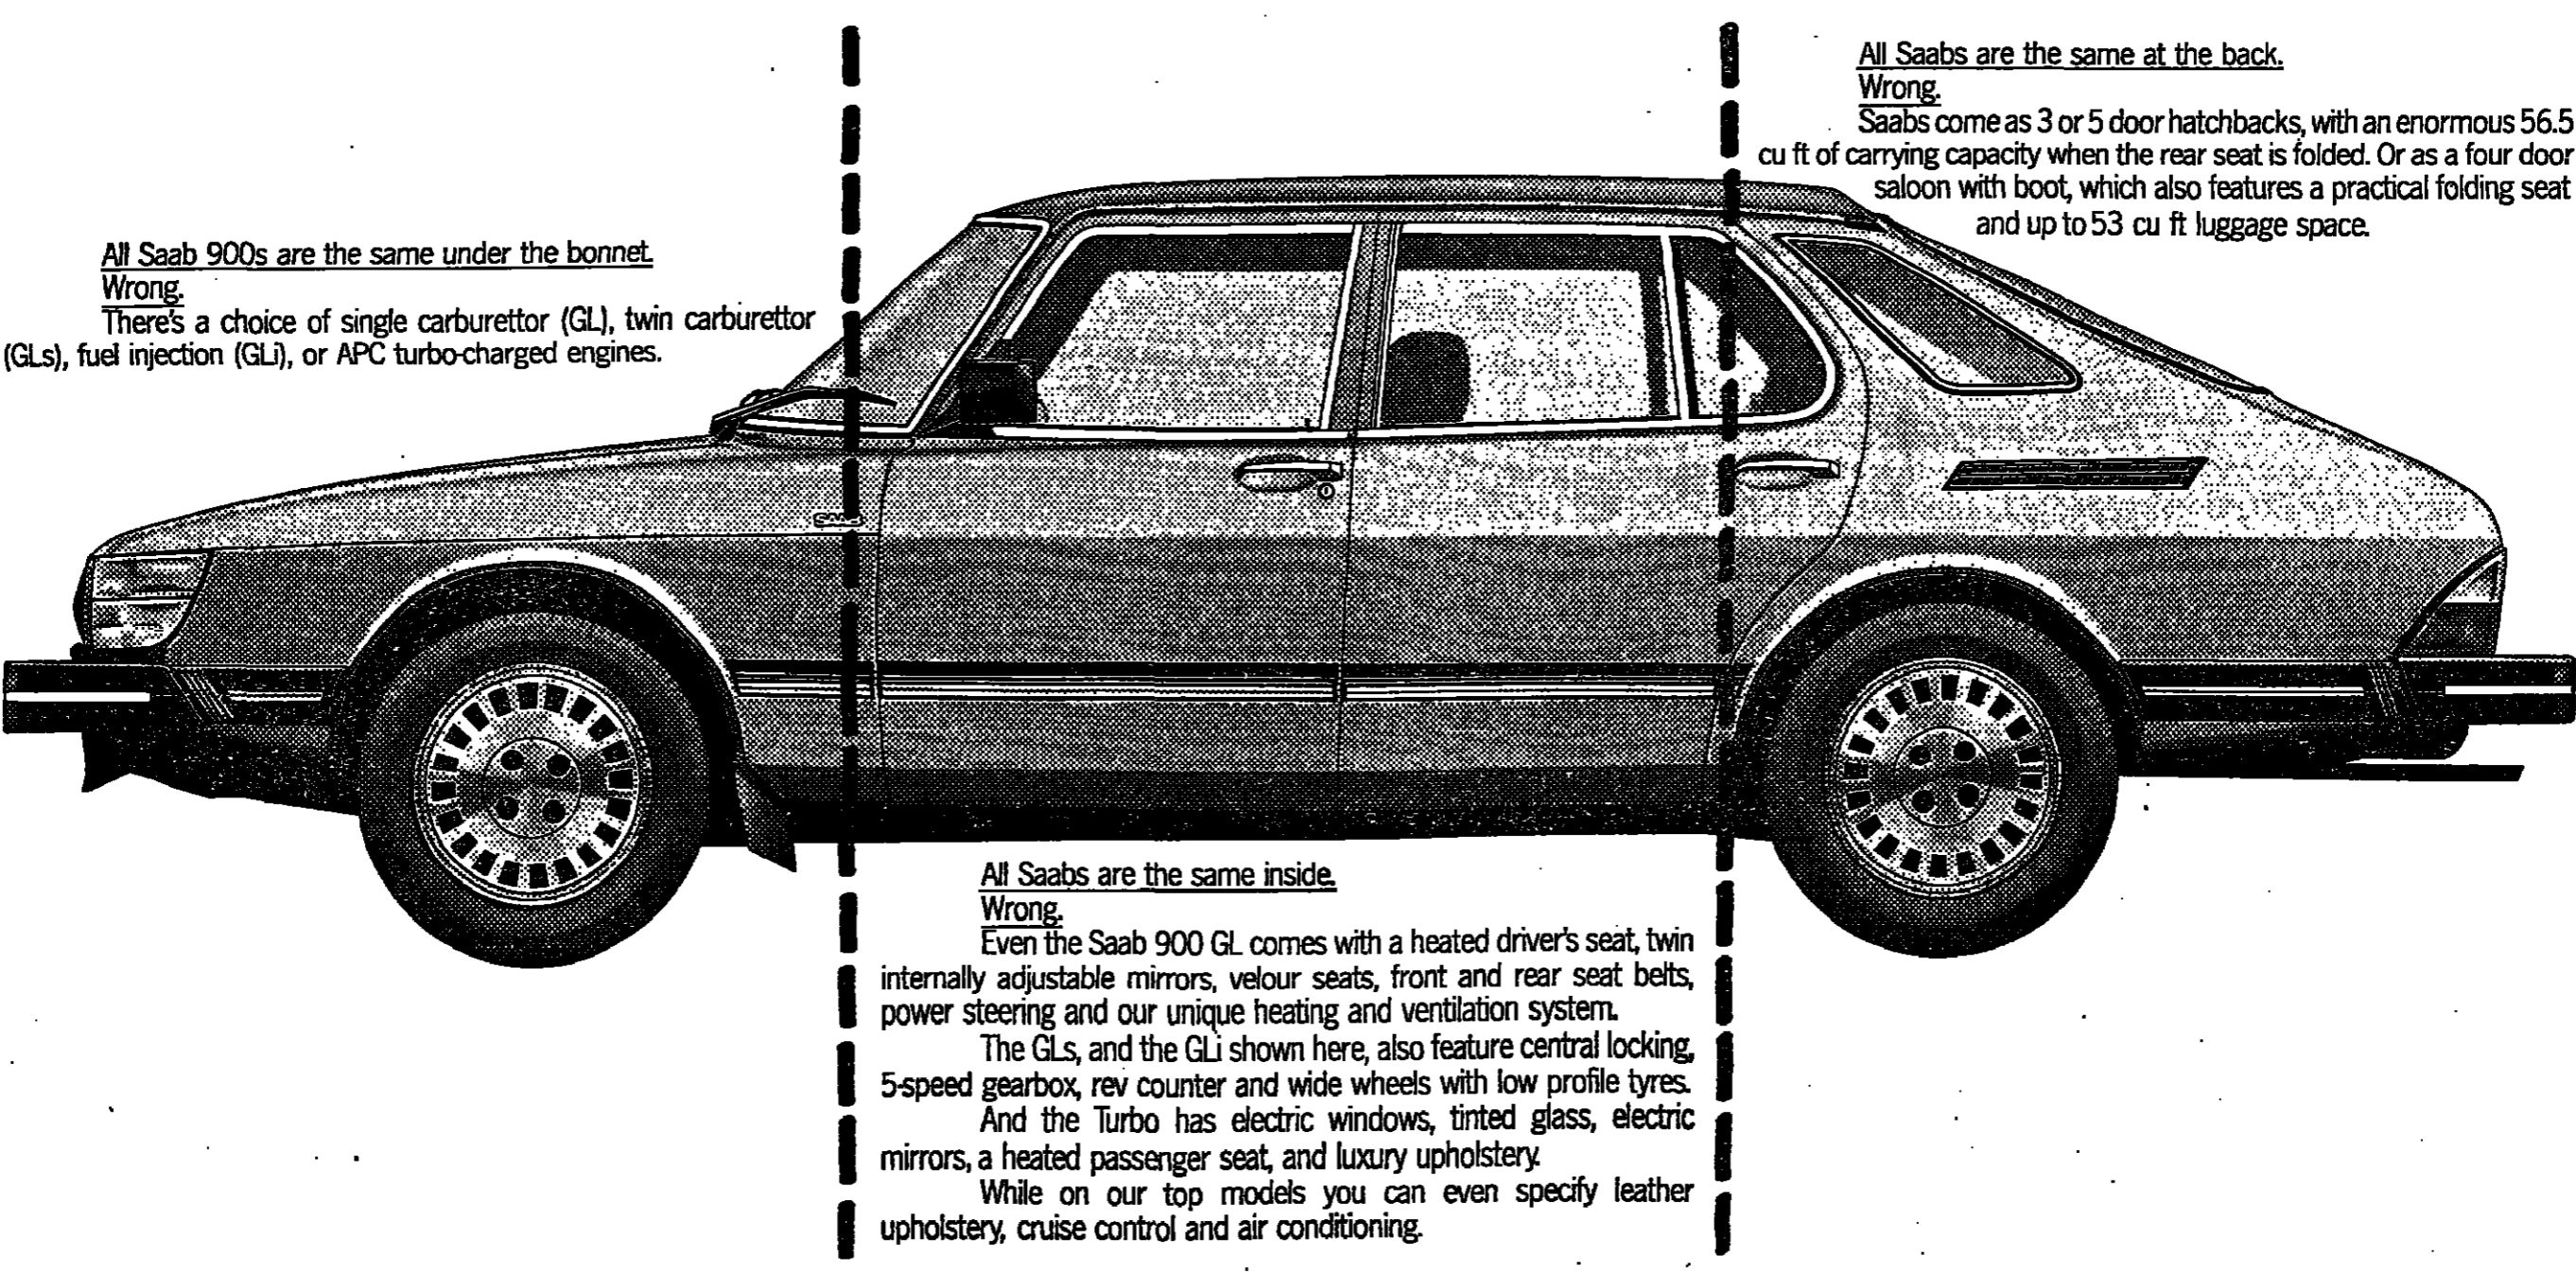 All Saab 900s are the same under the bonnet.
Wrong.
There's a choice of single carburettor (GL), twin carburettor
(GLs), fuel injection (GLi), or APC turbo-charged engines.
All Saabs are the same at the back.
Wrong.
Saabs come as 3 or 5 door hatchbacks, with an enormous 56.5
cu ft of carrying capacity when the rear seat is folded. Or as a four door
saloon with boot, which also features a practical folding seat
and up to 53 cu ft luggage space.
SAAB
All Saabs are the same inside.
Wrong.
Even the Saab 900 GL comes with a heated driver's seat, twin
internally adjustable mirrors, velour seats, front and rear seat belts,
power steering and our unique heating and ventilation system.
The GLs, and the GLi shown here, also feature central locking,
5-speed gearbox, rev counter and wide wheels with low profile tyres.
And the Turbo has electric windows, tinted glass, electric
mirrors, a heated passenger seat, and luxury upholstery.
While on our top models you can even specify leather
upholstery, cruise control and air conditioning.